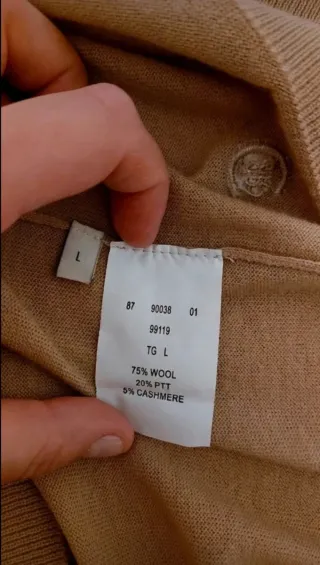 L
87 90038 01
99119
TG L
75% WOOL
20% PTT
5% CASHMERE